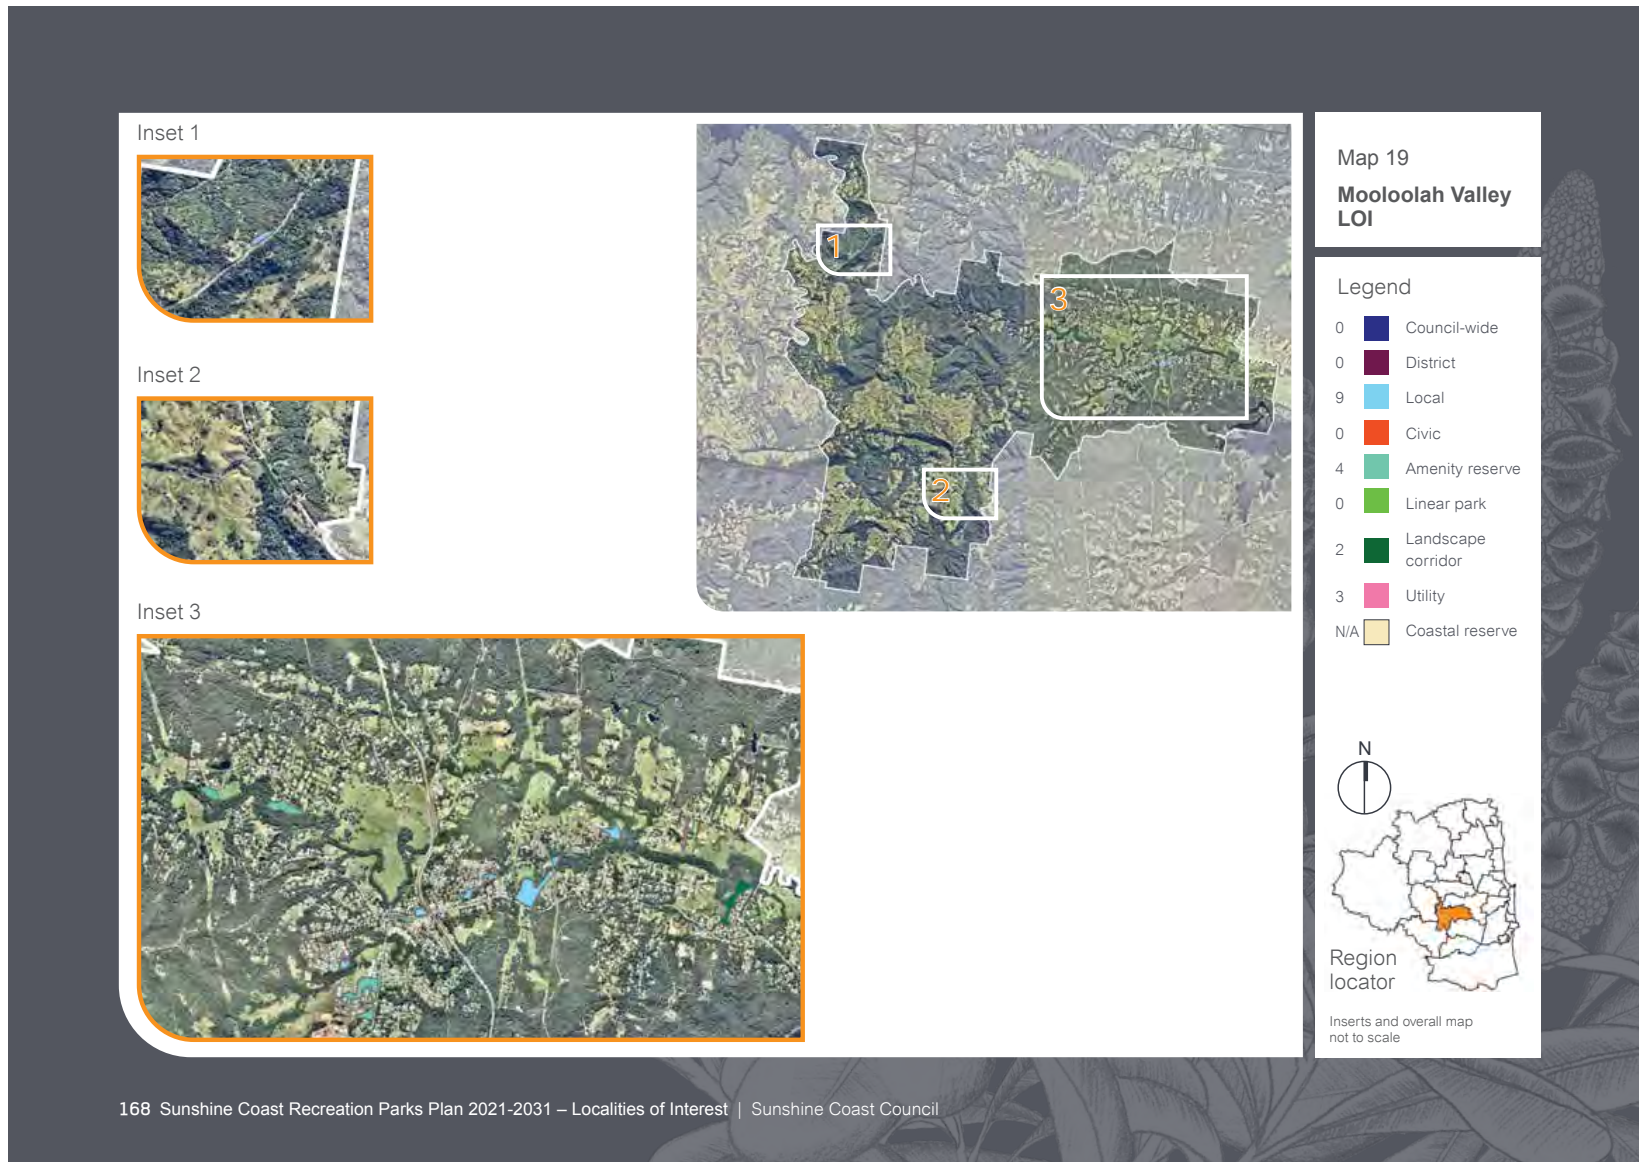 Inset 1
Inset 2
Inset 3
1
2
3
Map 19
Mooloolah Valley
LOI
Legend
0 Council-wide
0 District
9 Local
0 Civic
4 Amenity reserve
0 Linear park
2 Landscape
corridor
3 Utility
N/A Coastal reserve
N
Region
locator
Inserts and overall map
not to scale
168 Sunshine Coast Recreation Parks Plan 2021-2031 – Localities of Interest | Sunshine Coast Council